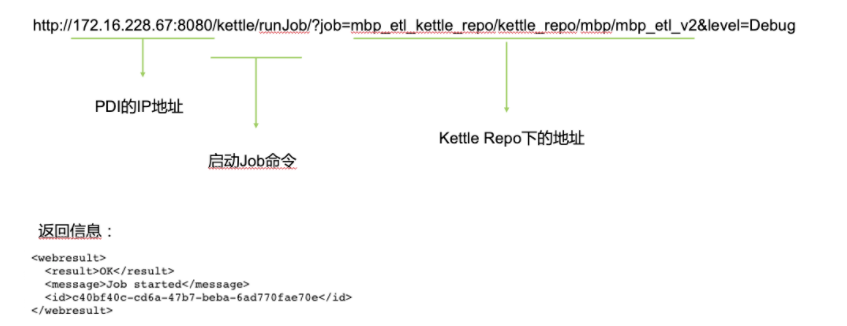 http://172.16.228.67:8080/kettle/runJob/?job=mbp_etl_kettle_repo/kettle_repo/mbp/mbp_etl_v2&level=Debug
PDI的IP地址
Kettle Repo下的地址
启动Job命令
返回信息：
<webresult>
<result>OK</result>
<message>Job started</message>
<id>c40bf40c-cd6a-47b7-beba-6ad770fae70e</id>
</webresult>